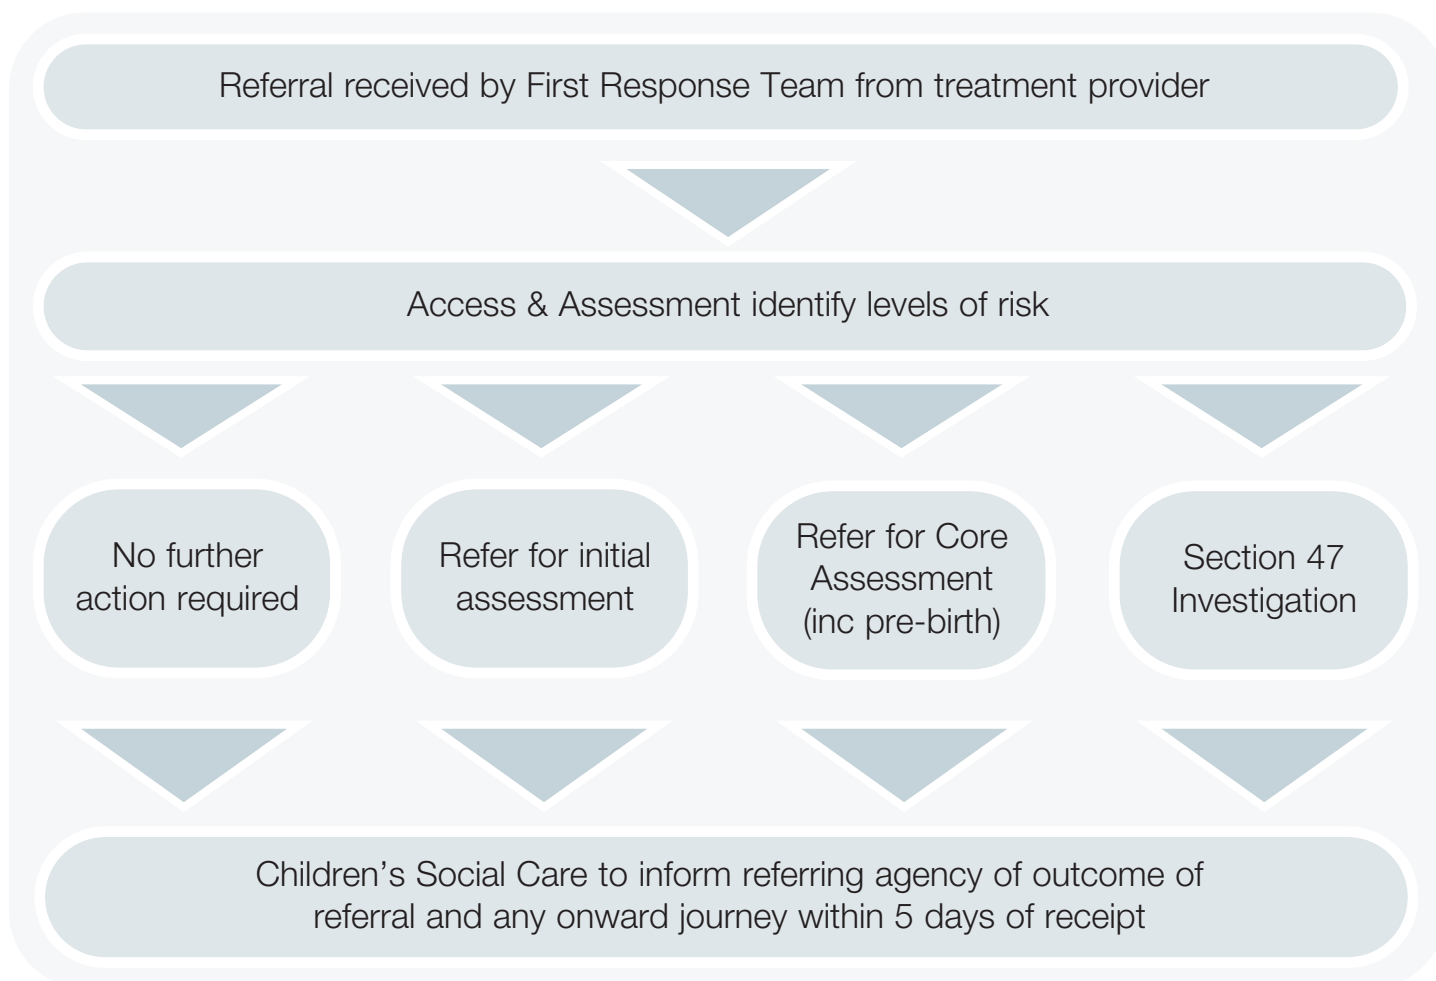 Referral received by First Response Team from treatment provider
Access & Assessment identify levels of risk
No further
action required
Refer for initial
assessment
Refer for Core
Assessment
(inc pre-birth)
Section 47
Investigation
Children’s Social Care to inform referring agency of outcome of
referral and any onward journey within 5 days of receipt